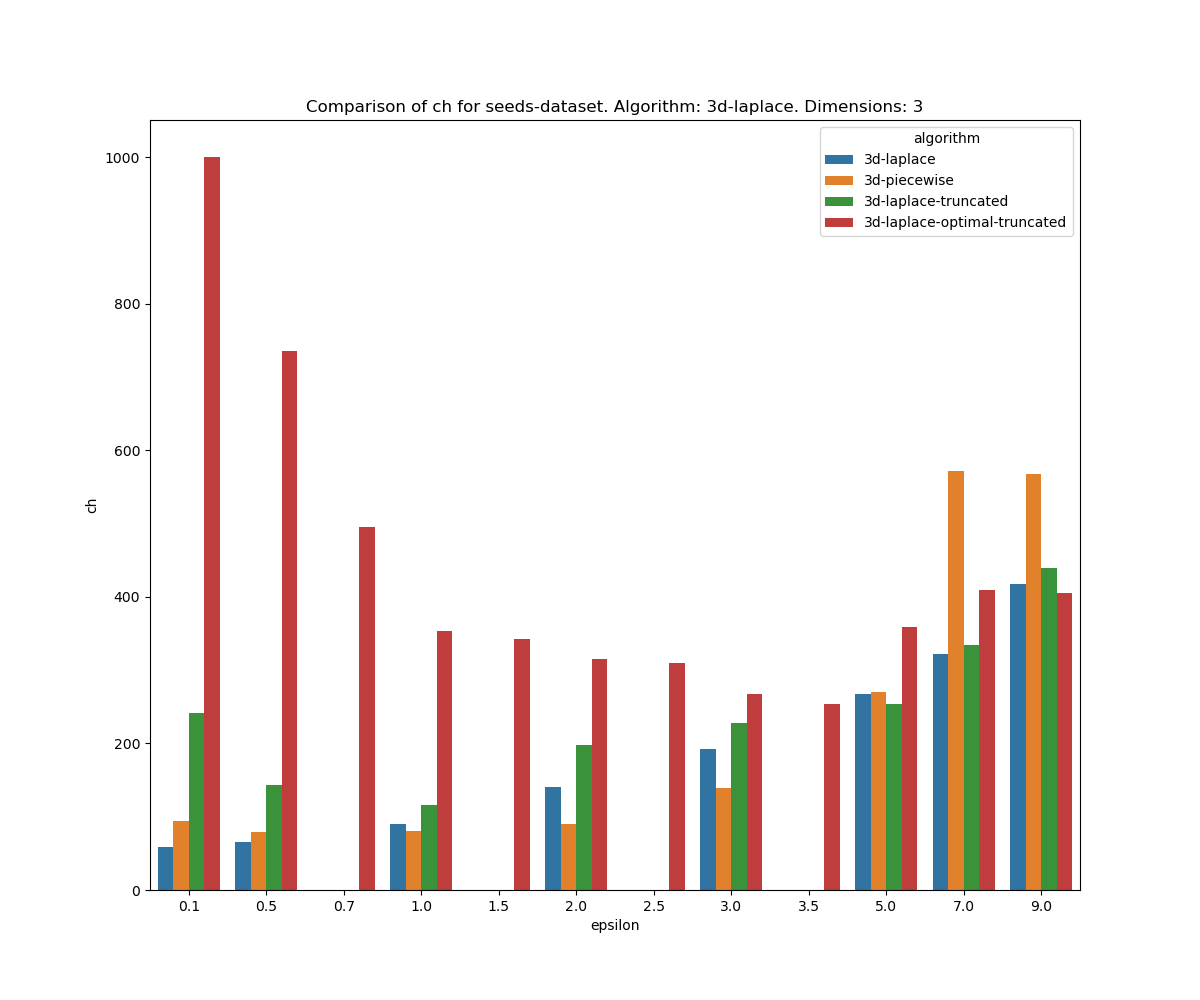 Comparison of ch for seeds-dataset. Algorithm: 3d-laplace. Dimensions: 3
algorithm
3d-laplace
3d-piecewise
3d-laplace-truncated
3d-laplace-optimal-truncated
1000
800
600
400
200
0
ch
0.1 0.5 0.7 1.0 1.5 2.0 2.5 3.0 3.5 5.0 7.0 9.0
epsilon